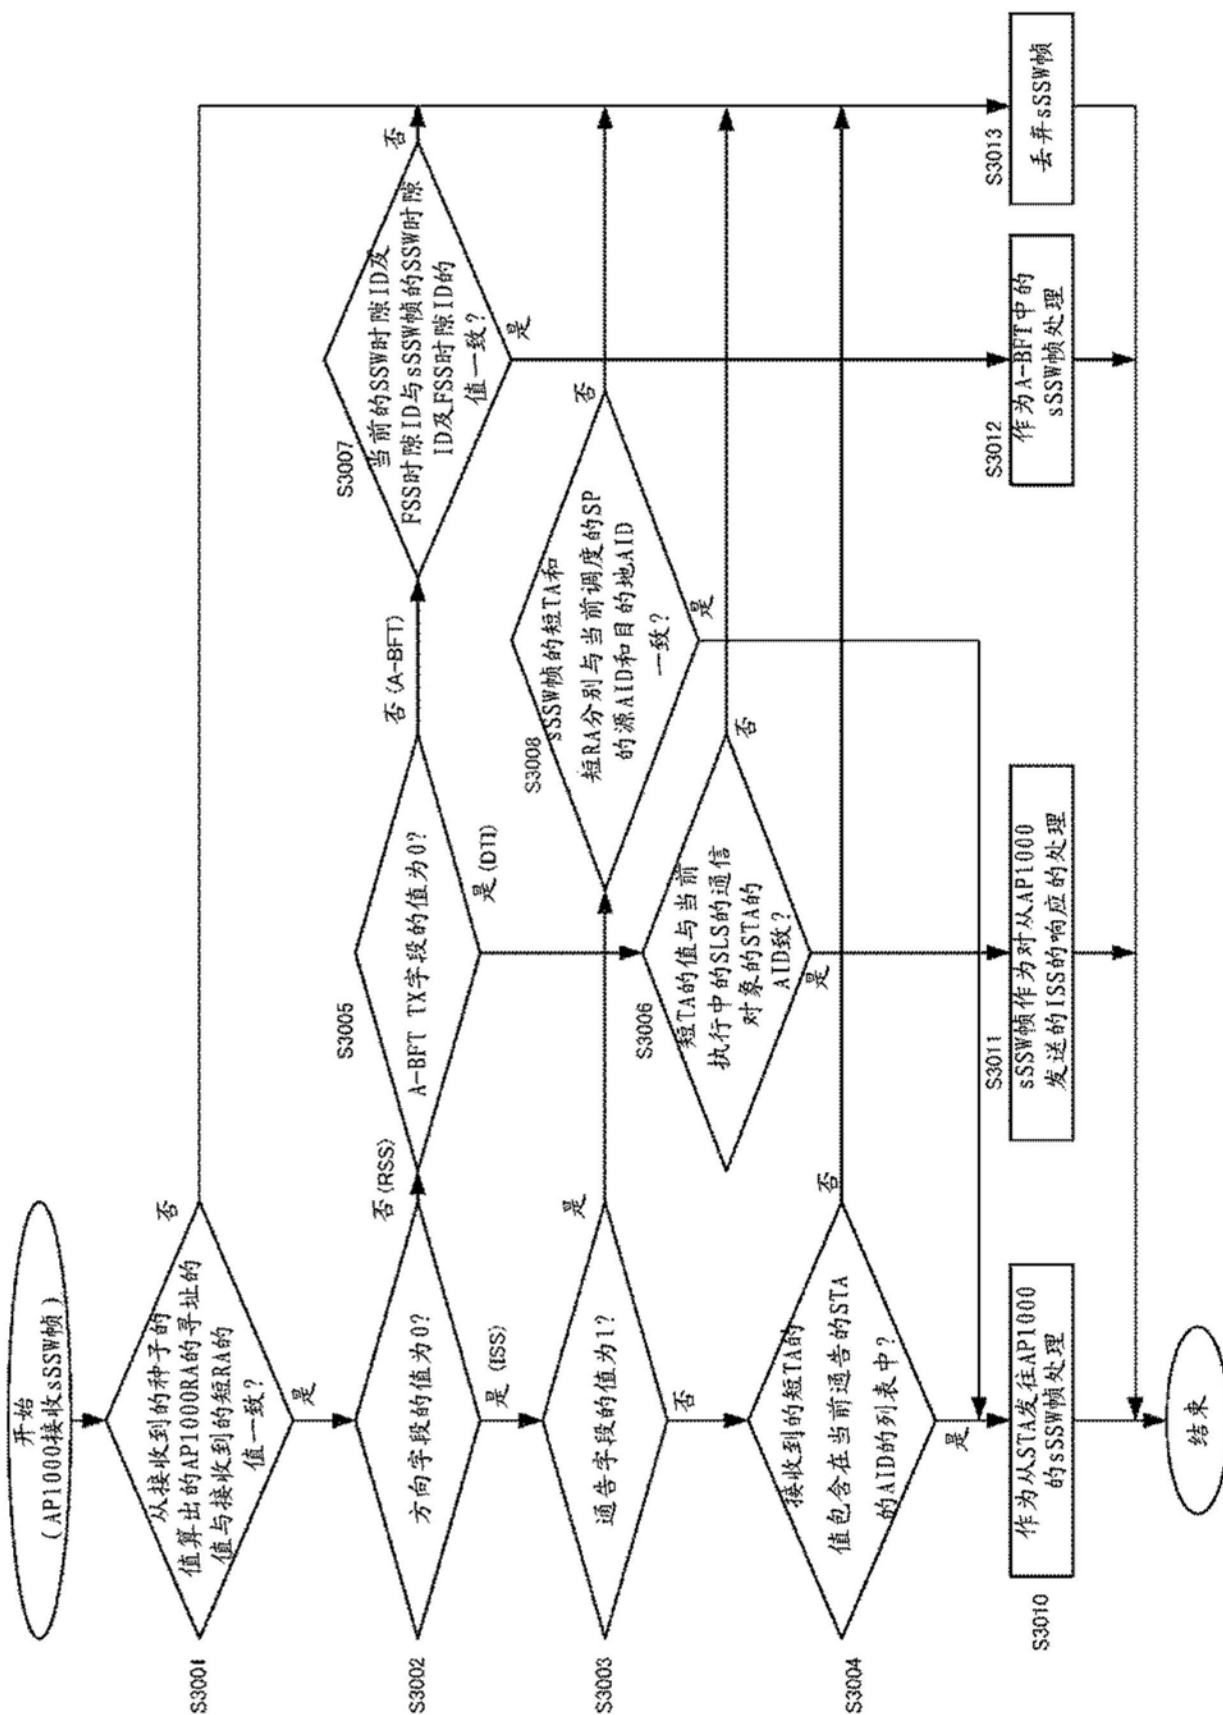 开始
(AP1000接收sSSW帧)
S3001
从接收到的种子的
值算出的AP1000RA的寻址的
值与接收到的短RA的
值一致？
否
是
S3002
方向字段的值为0？
否(RSS)
是(ISS)
S3005
A-BFT TX字段的值为0？
否(A-BFT)
是(DTI)
S3007
当前的SSW时隙ID及
FSS时隙ID与sSSW帧的SSW时隙
ID及FSS时隙ID的
值一致？
否
是
S3003
通告字段的值为1？
是
否
S3008
sSSW帧的短TA和
短RA分别与当前调度的SP
的源AID和目的地AID
一致？
否
是
S3006
短TA的值与当前
执行中的SLS的通信
对象的STA的
AID致？
否
是
S3004
接收到的短TA的
值包含在当前通告的STA
的AID的列表中？
否
是
S3010
作为从STA发往AP1000
的sSSW帧处理
S3011
sSSW帧作为对从AP1000
发送的ISS的响应的处理
S3012
作为A-BFT中的
sSSW帧处理
S3013
丢弃sSSW帧
结束